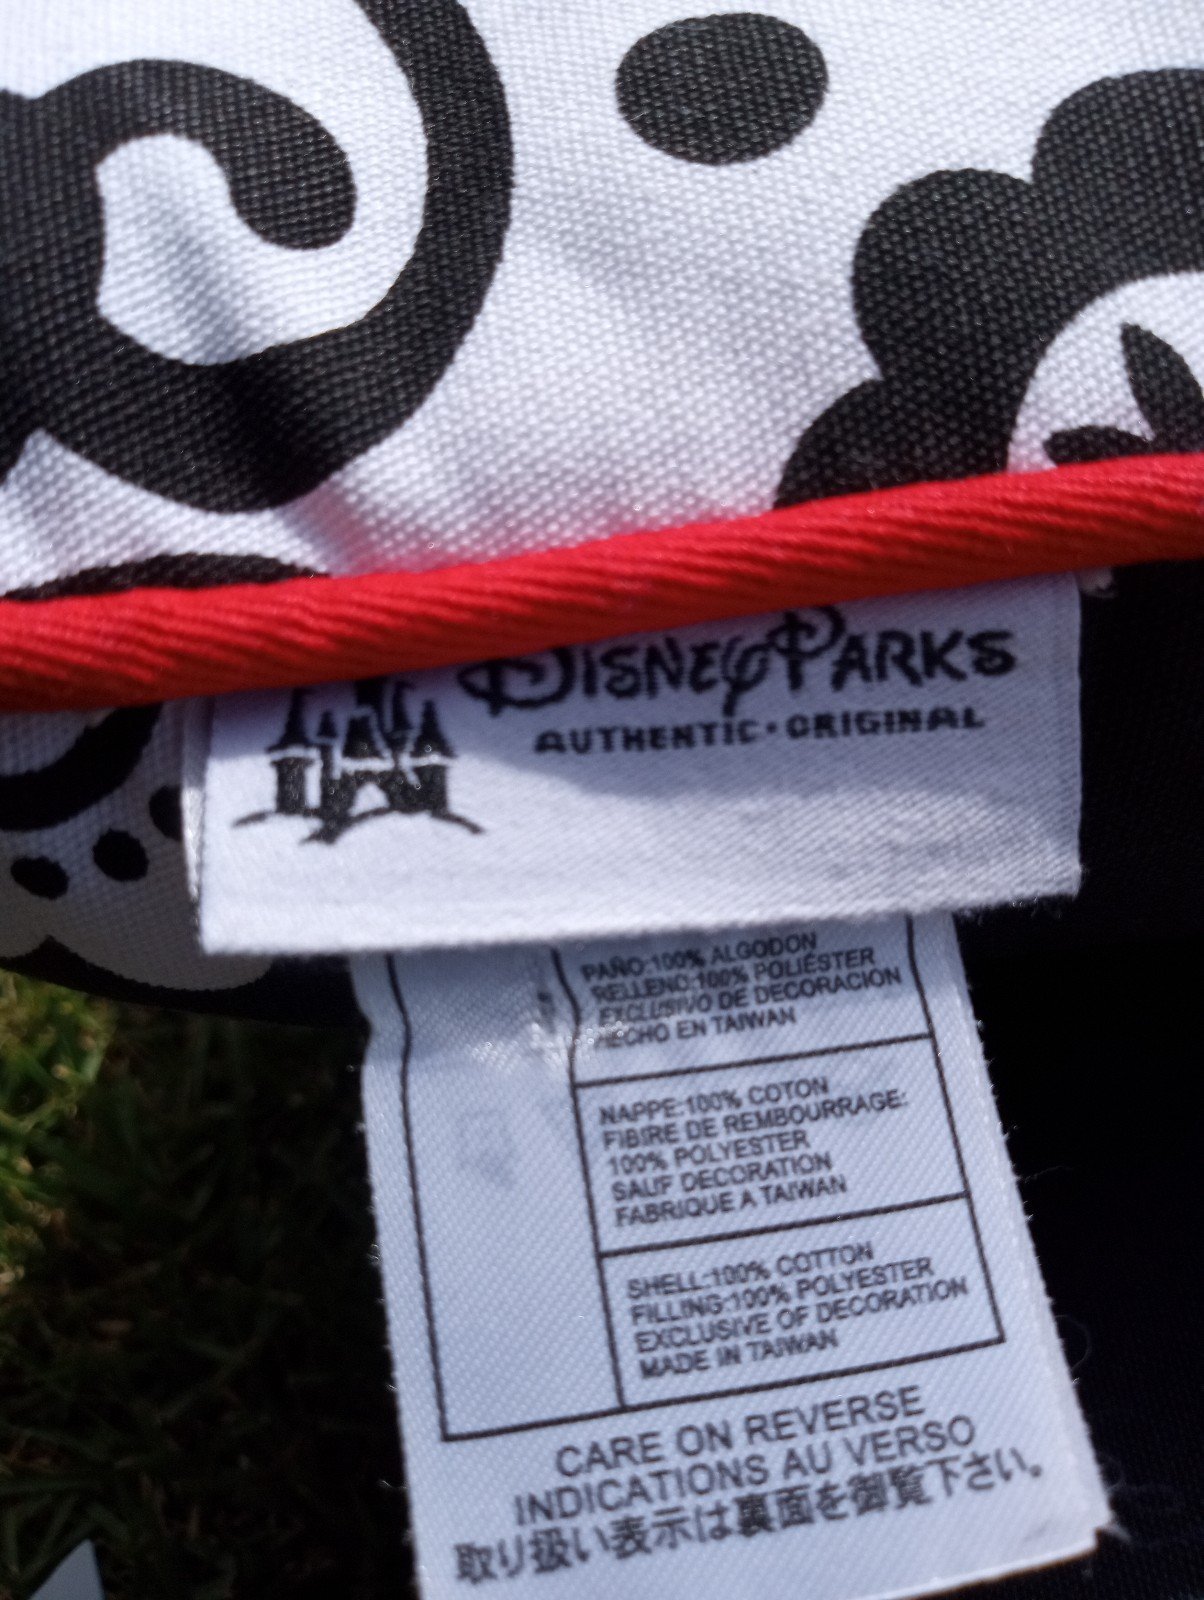 DISNEY PARKS
AUTHENTIC • ORIGINAL
PAÑO:100% ALGODON
RELLENO:100% POLIÉSTER
EXCLUSIVO DE DECORACION
HECHO EN TAIWAN
NAPPE:100% COTON
FIBIRE DE REMBOURRAGE:
100% POLYESTER
SAUF DECORATION
FABRIQUE A TAIWAN
SHELL:100% COTTON
FILLING:100% POLYESTER
EXCLUSIVE OF DECORATION
MADE IN TAIWAN
CARE ON REVERSE
INDICATIONS AU VERSO
取り扱い表示は裏面を御覧下さい。